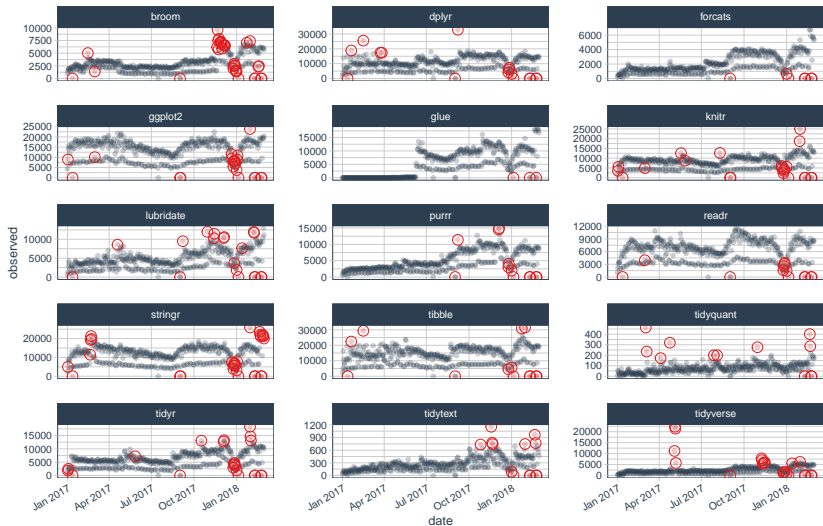 broom
dplyr
forcats
10000
7500
5000
2500
0
30000
20000
10000
0
6000
4000
2000
0
ggplot2
glue
knitr
25000
20000
15000
10000
5000
0
15000
10000
5000
0
25000
20000
15000
10000
5000
0
lubridate
purrr
readr
10000
5000
0
15000
10000
5000
0
12000
9000
6000
3000
0
stringr
tibble
tidyquant
20000
10000
0
30000
20000
10000
0
400
300
200
100
0
tidyr
tidytext
tidyverse
15000
10000
5000
0
1200
900
600
300
0
20000
15000
10000
5000
0
Jan 2017
Apr 2017
Jul 2017
Oct 2017
Jan 2018
Jan 2017
Apr 2017
Jul 2017
Oct 2017
Jan 2018
Jan 2017
Apr 2017
Jul 2017
Oct 2017
Jan 2018
observed
date